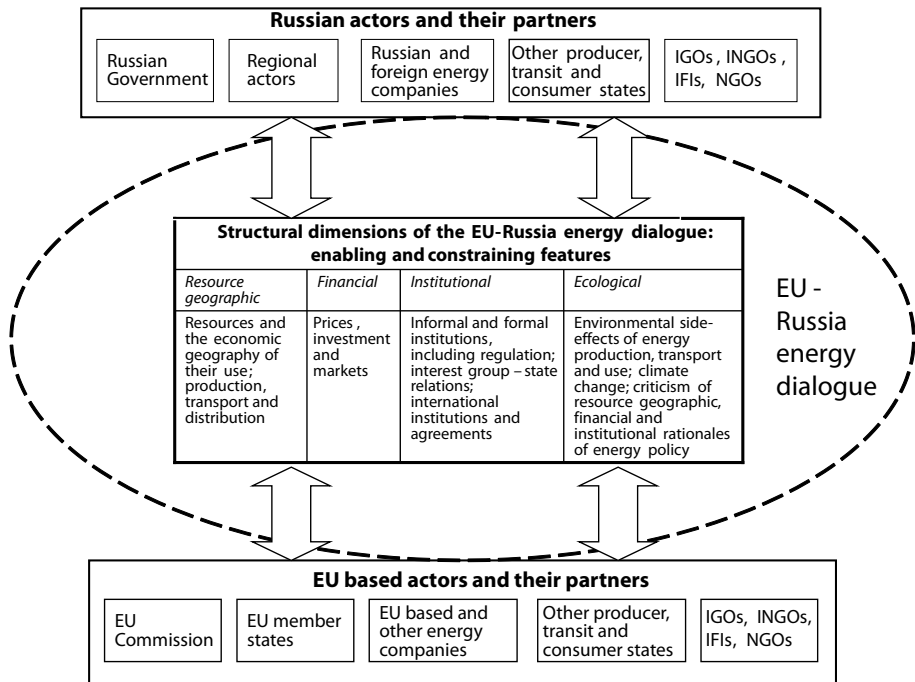 Russian actors and their partners
Russian
Government
Regional
actors
Russian and
foreign energy
companies
Other producer,
transit and
consumer states
IGOs , INGOs ,
IFIs, NGOs
Structural dimensions of the EU-Russia energy dialogue:
enabling and constraining features
Resource
geographic
Financial
Institutional
Ecological
Resources and
the economic
geography of
their use;
production,
transport and
distribution
Prices ,
investment
and
markets
Informal and formal
institutions,
including regulation;
interest group – state
relations;
international
institutions and
agreements
Environmental side-
effects of energy
production, transport
and use; climate
change; criticism of
resource geographic,
financial and
institutional rationales
of energy policy
EU -
Russia
energy
dialogue
EU based actors and their partners
EU
Commission
EU member
states
EU based and
other energy
companies
Other producer,
transit and
consumer states
IGOs, INGOs,
IFIs, NGOs